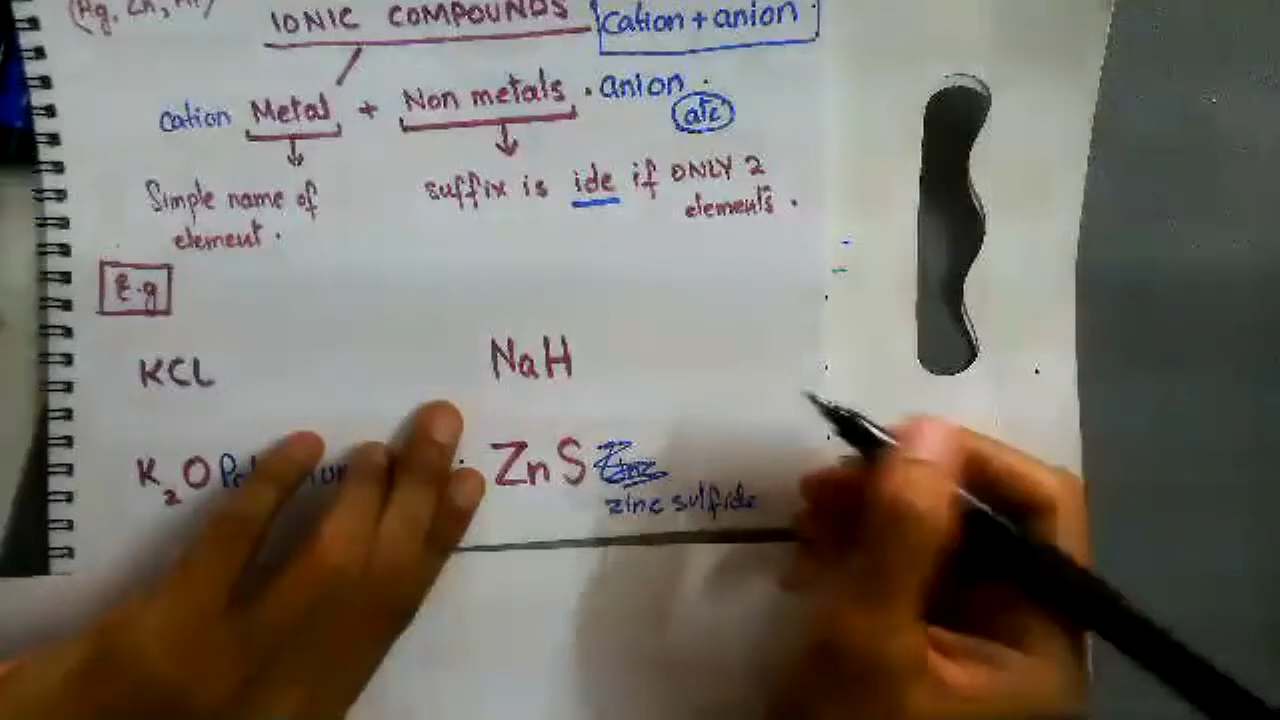 IONIC COMPOUNDS cation + anion
cation Metal + Non metals . anion .
Simple name of
element .
suffix is ide if ONLY 2
elements .
E.g
KCL
NaH
K2O
ZnS
zinc sulfide